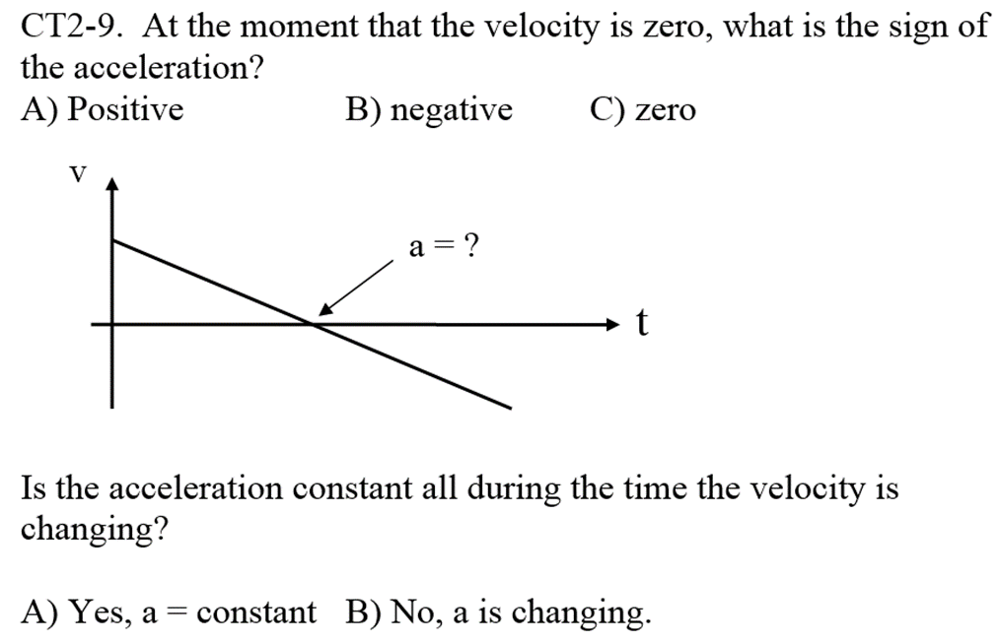 CT2-9. At the moment that the velocity is zero, what is the sign of
the acceleration?
A) Positive B) negative C) zero
v
a = ?
t
Is the acceleration constant all during the time the velocity is
changing?
A) Yes, a = constant B) No, a is changing.